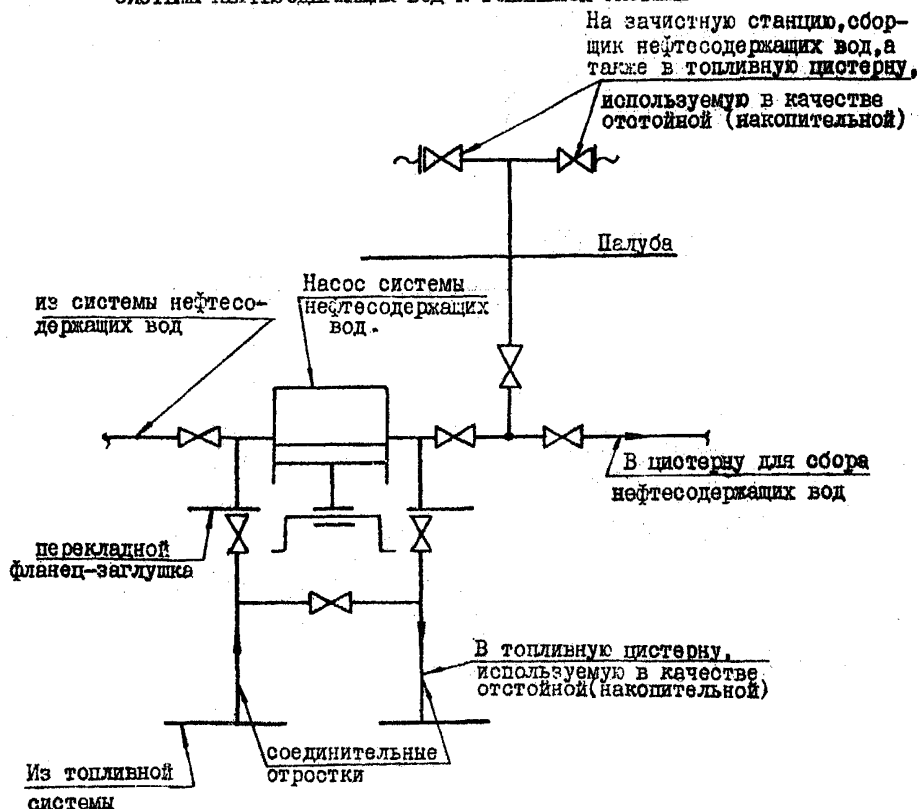 На зачистную станцию,сбор-
щик нефтесодержащих вод,а
также в топливную цистерну,
используемую в качестве
отстойной (накопительной)
Палуба
Насос системы
нефтесодержащих
вод.
из системы нефтесо-
держащих вод
В цистерну для сбора
нефтесодержащих вод
перекладной
фланец-заглушка
В топливную цистерну,
используемую в качестве
отстойной(накопительной)
соединительные
отростки
Из топливной
системы